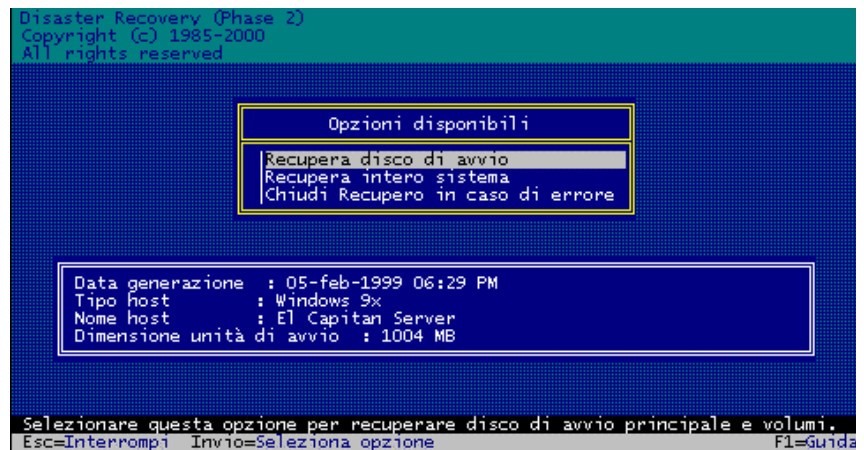 Disaster Recovery (Phase 2)
Copyright (c) 1985-2000
All rights reserved
Opzioni disponibili
Recupera disco di avvio
Recupera intero sistema
Chiudi Recupero in caso di errore
Data generazione : 05-feb-1999 06:29 PM
Tipo host : Windows 9x
Nome host : El Capitan Server
Dimensione unità di avvio : 1004 MB
Selezionare questa opzione per recuperare disco di avvio principale e volumi.
Esc=Interrompi Invio=Seleziona opzione F1=Guida